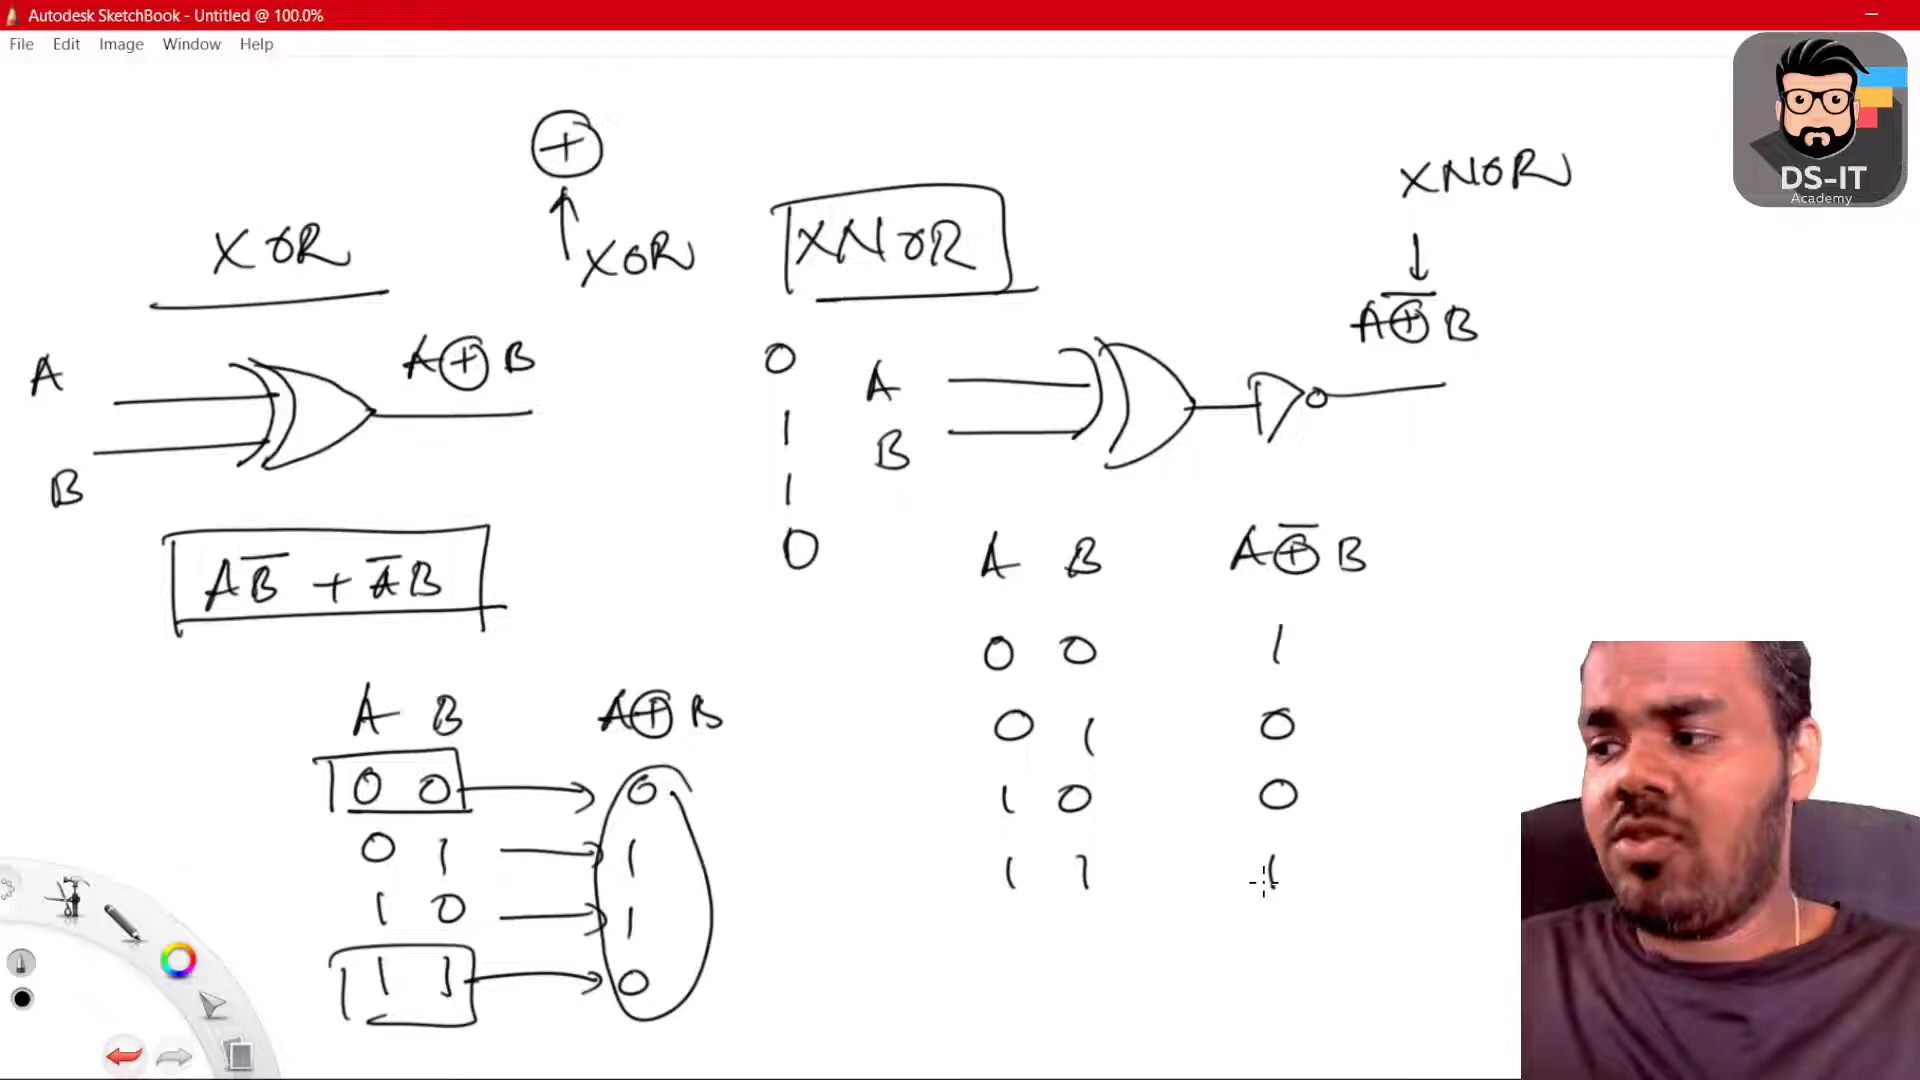 Autodesk SketchBook - Untitled @ 100.0%
File Edit Image Window Help
DS-IT
Academy
⊕
XOR
XOR
A
B
A⊕B
AB̅ + A̅B
A B A⊕B
0 0 0
0 1 1
1 0 1
1 1 0
XNOR
0
1
1
0
A
B
XNOR
A⊕̅B
A B A⊕̅B
0 0 1
0 1 0
1 0 0
1 1 1